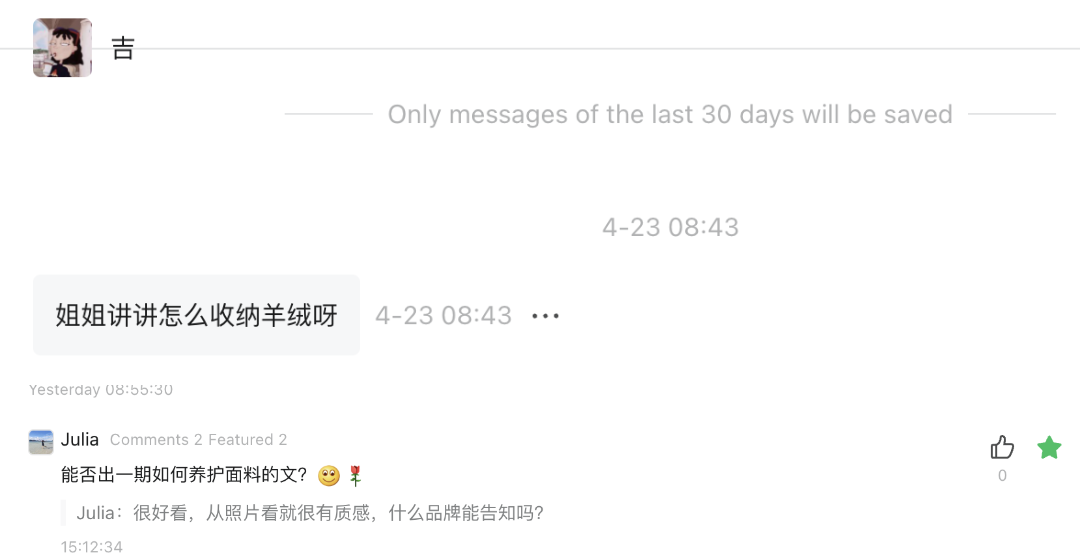 吉
Only messages of the last 30 days will be saved
4-23 08:43
姐姐讲讲怎么收纳羊绒呀 4-23 08:43
Yesterday 08:55:30
Julia Comments 2 Featured 2
能否出一期如何养护面料的文?
0
Julia：很好看，从照片看就很有质感，什么品牌能告知吗?
15:12:34